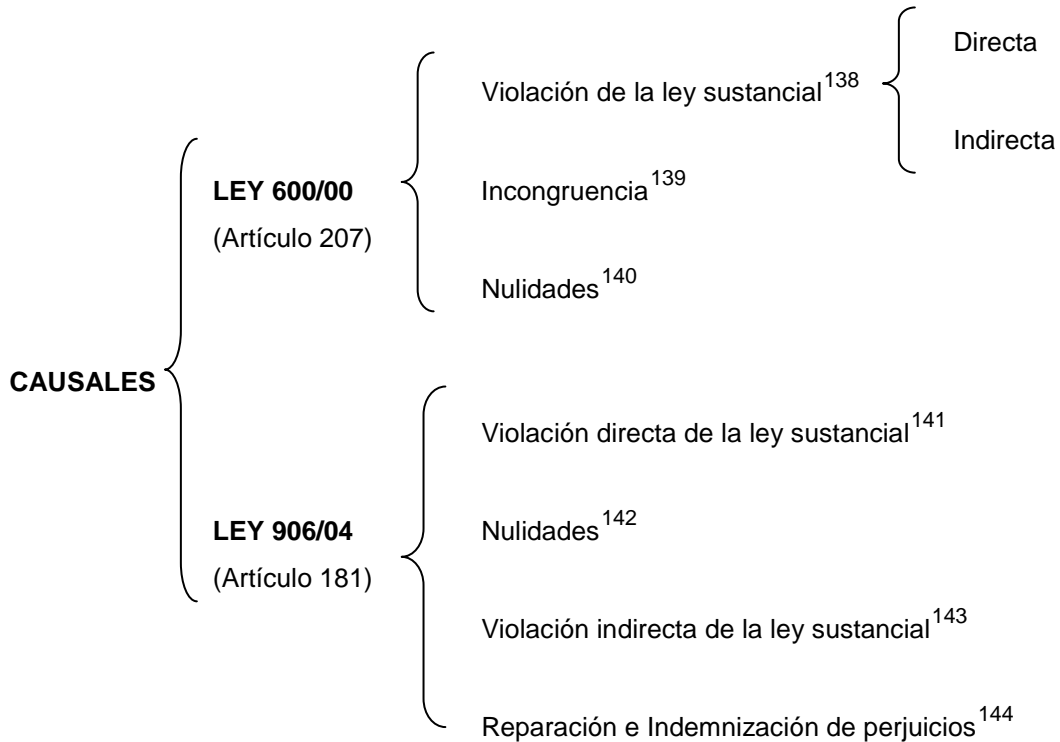 CAUSALES
LEY 600/00
(Artículo 207)
Violación de la ley sustancial138
Directa
Indirecta
Incongruencia139
Nulidades140
LEY 906/04
(Artículo 181)
Violación directa de la ley sustancial141
Nulidades142
Violación indirecta de la ley sustancial143
Reparación e Indemnización de perjuicios144